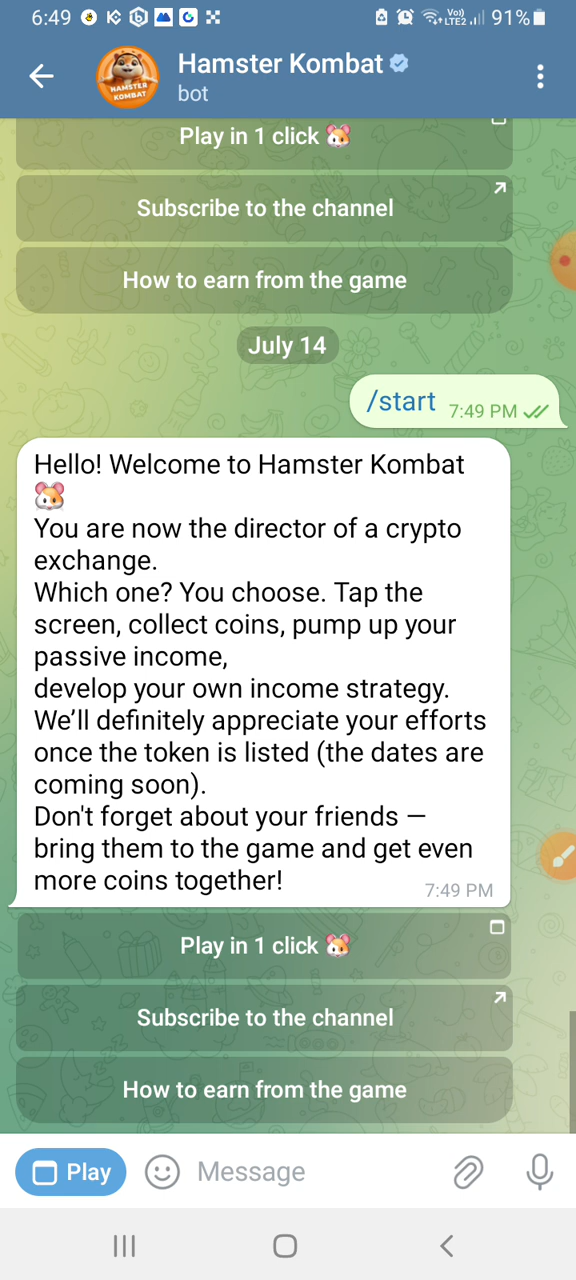 6:49
Vo)) LTE2 91%
Hamster Kombat
bot
HAMSTER
KOMBAT
Play in 1 click 🐹
Subscribe to the channel
How to earn from the game
July 14
/start 7:49 PM
Hello! Welcome to Hamster Kombat
🐹
You are now the director of a crypto
exchange.
Which one? You choose. Tap the
screen, collect coins, pump up your
passive income,
develop your own income strategy.
We’ll definitely appreciate your efforts
once the token is listed (the dates are
coming soon).
Don't forget about your friends —
bring them to the game and get even
more coins together!
7:49 PM
Play in 1 click 🐹
Subscribe to the channel
How to earn from the game
Play
Message